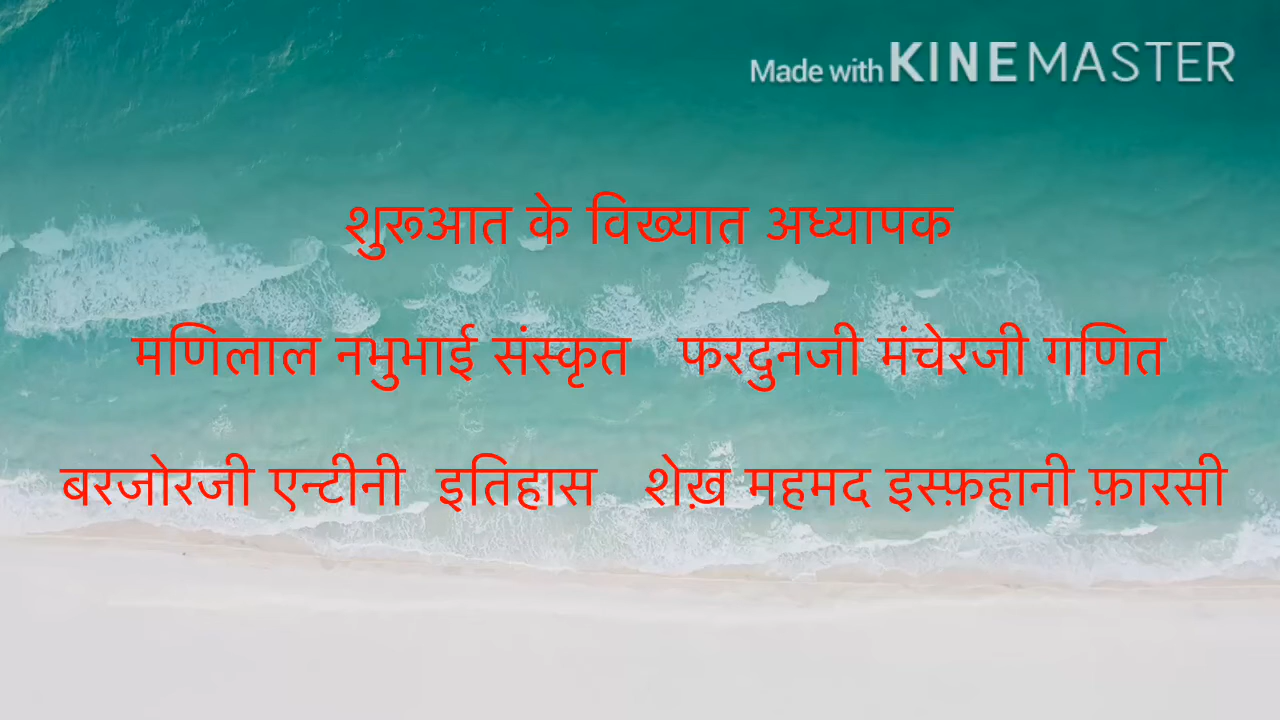 Made with KINEMASTER
शुरूआत के विख्यात अध्यापक
मणिलाल नभुभाई संस्कृत फरदुनजी मंचेरजी गणित
बरजोरजी एन्टीनी इतिहास शेख़ महमद इस्फ़हानी फ़ारसी